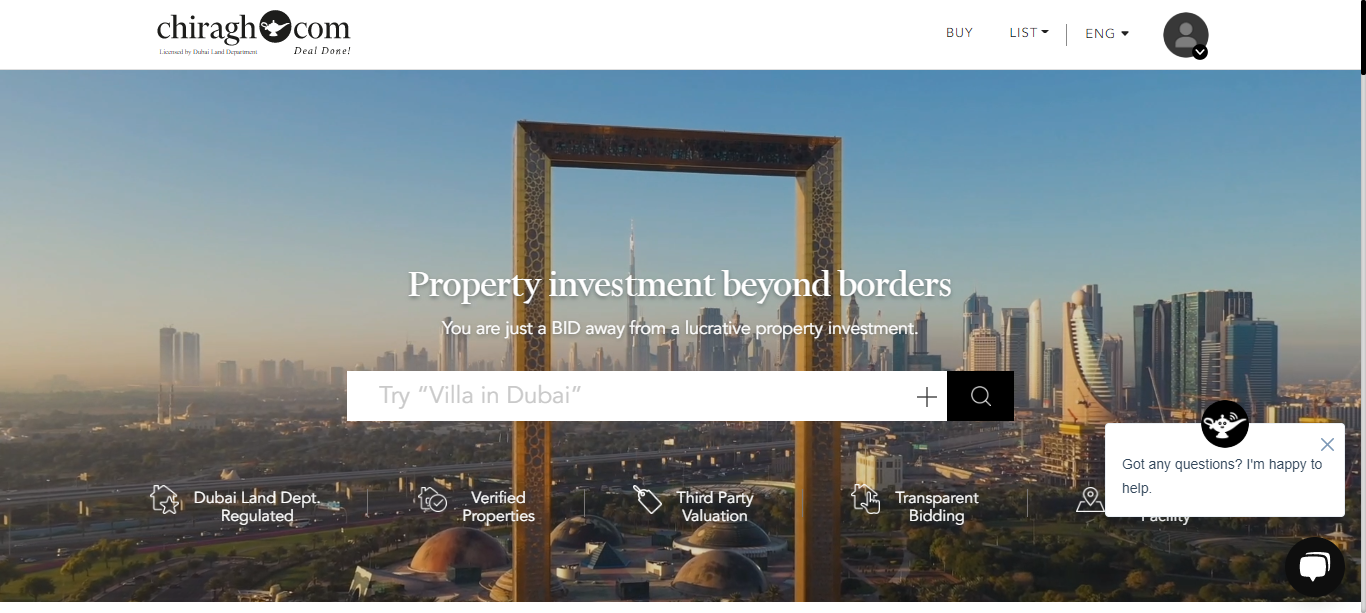 chiragh com
Licensed by Dubai Land Department
Deal Done!
BUY
LIST
ENG
Property investment beyond borders
You are just a BID away from a lucrative property investment.
Try “Villa in Dubai”
Dubai Land Dept.
Regulated
Verified
Properties
Third Party
Valuation
Transparent
Bidding
Facility
Got any questions? I'm happy to
help.